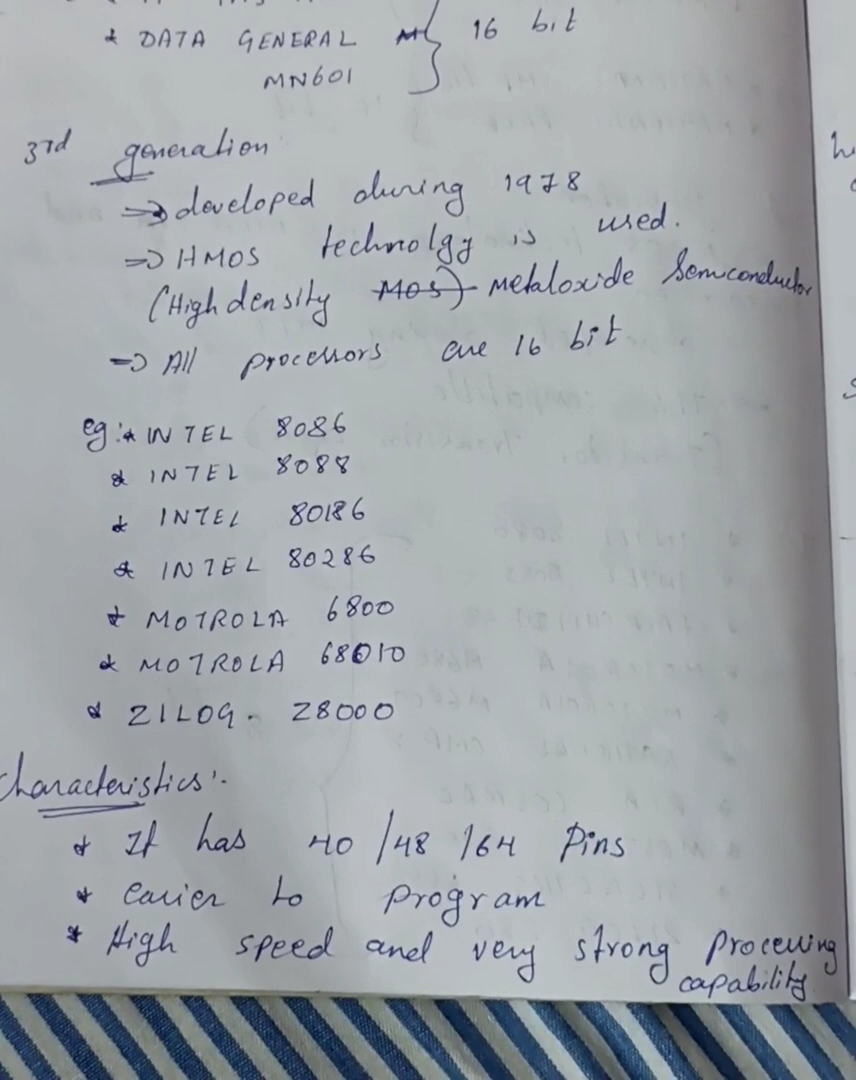 * DATA GENERAL } 16 bit
MN601
3rd generation
=> developed during 1978
=> HMOS technolgy is used.
(High density MOS) metaloxide Semiconductor
=> All processors are 16 bit
eg:* INTEL 8086
* INTEL 8088
* INTEL 80186
* INTEL 80286
* MOTROLA 6800
* MOTROLA 68010
* ZILOG. Z8000
Characteristics:-
* It has 40/48/64 Pins
* easier to program
* High speed and very strong processing
capability